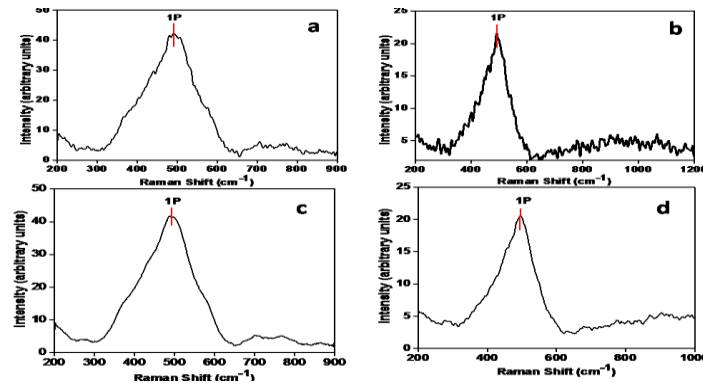 1P
a
50
40
30
20
10
0
Intensity (arbitrary units)
200 300 400 500 600 700 800 900
Raman Shift (cm⁻¹)
1P
b
25
20
15
10
5
Intensity (arbitrary units)
200 400 600 800 1000 1200
Raman Shift (cm⁻¹)
1P
c
50
40
30
20
10
0
Intensity (arbitrary units)
200 300 400 500 600 700 800 900
Raman Shift (cm⁻¹)
1P
d
25
20
15
10
5
0
Intensity (arbitrary units)
200 400 600 800 1000
Raman Shift (cm⁻¹)